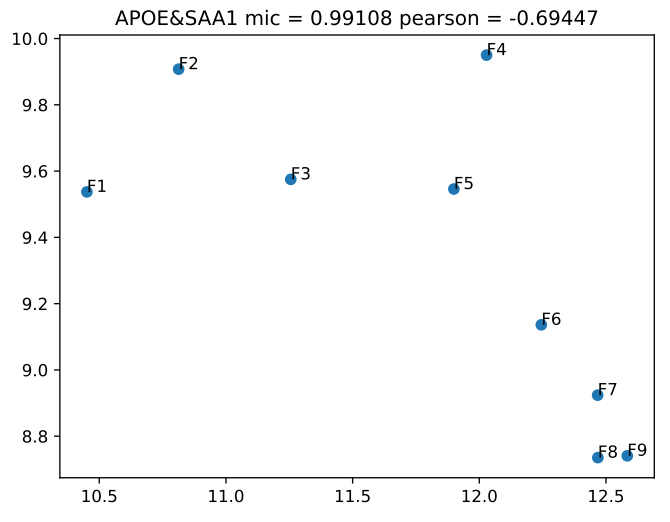 APOE&SAA1 mic = 0.99108 pearson = -0.69447
10.0
9.8
9.6
9.4
9.2
9.0
8.8
F1
F2
F3
F4
F5
F6
F7
F8
F9
10.5 11.0 11.5 12.0 12.5